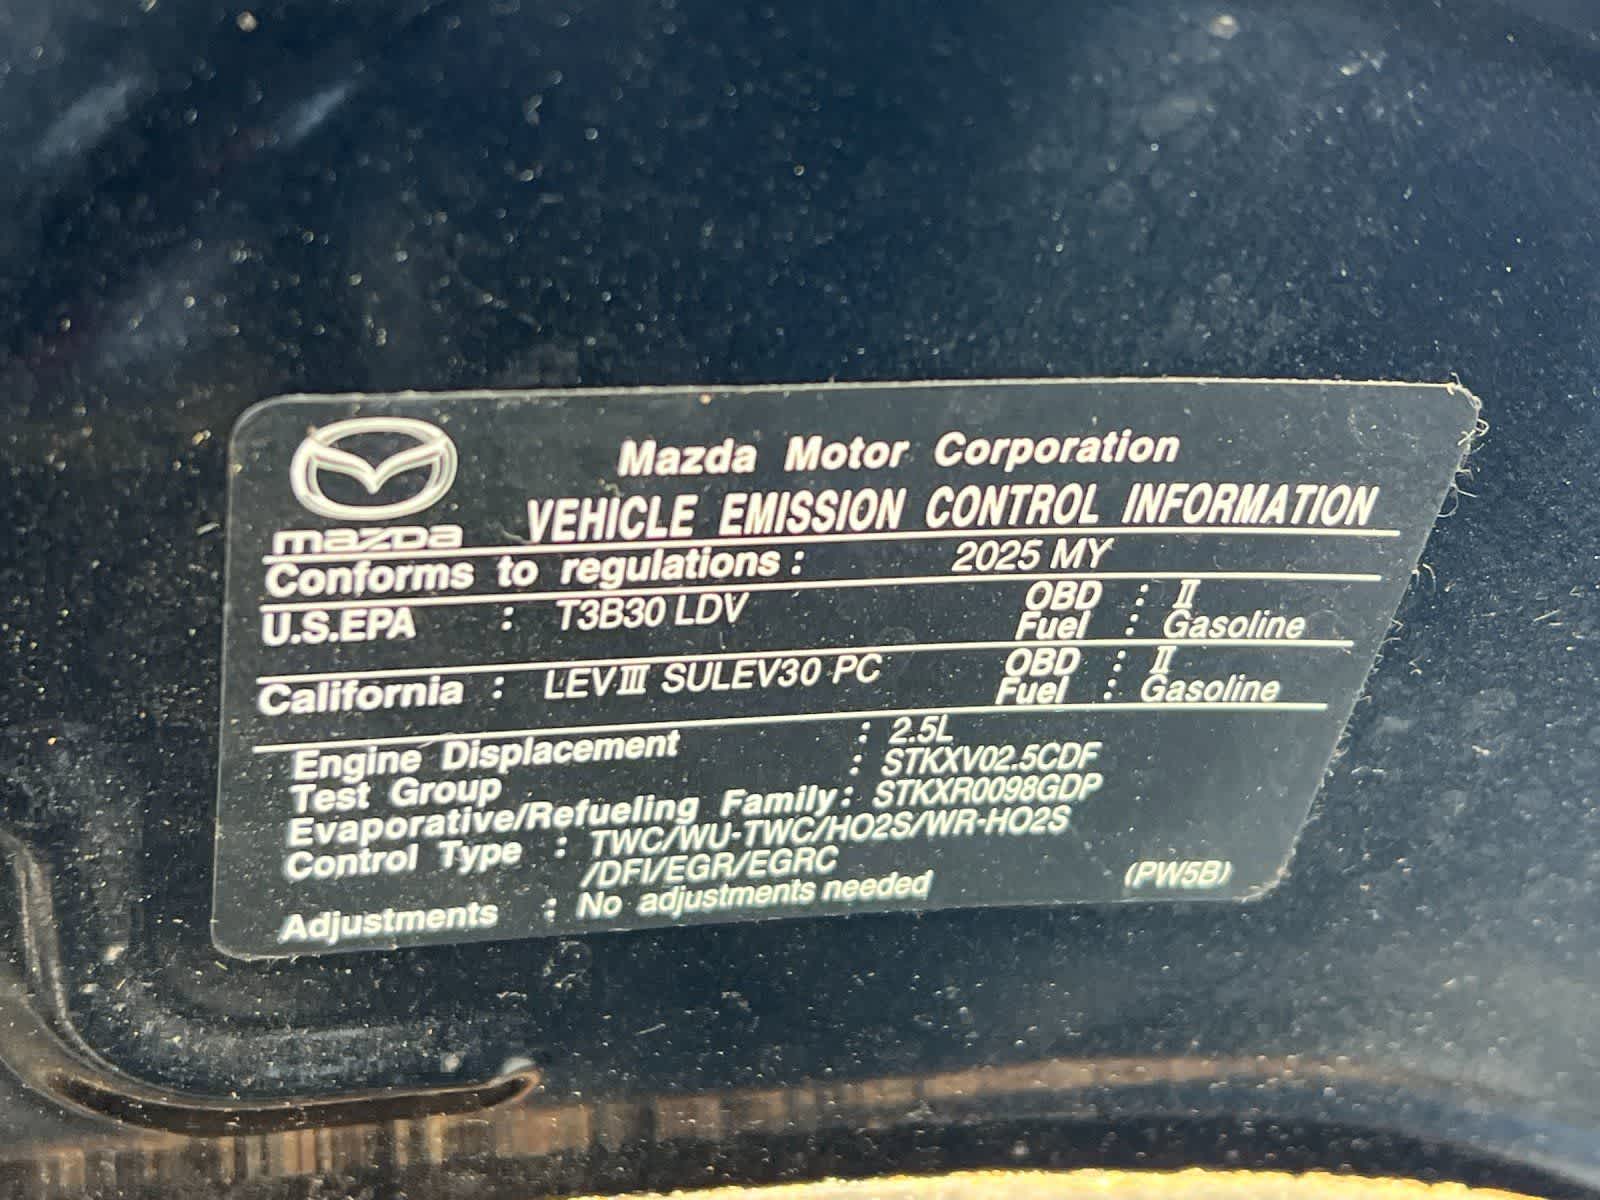 mazda
Mazda Motor Corporation
VEHICLE EMISSION CONTROL INFORMATION
Conforms to regulations : 2025 MY
U.S.EPA : T3B30 LDV OBD : II
Fuel : Gasoline
California : LEV III SULEV30 PC OBD : II
Fuel : Gasoline
Engine Displacement : 2.5L
Test Group : STKXV02.5CDF
Evaporative/Refueling Family : STKXR0098GDP
Control Type : TWC/WU-TWC/HO2S/WR-HO2S
/DFI/EGR/EGRC
Adjustments : No adjustments needed (PW5B)